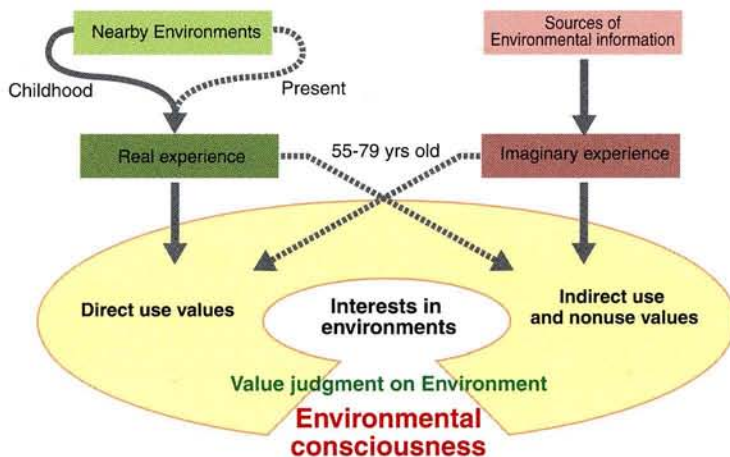 Nearby Environments
Sources of
Environmental information
Childhood
Present
Real experience
55-79 yrs old
Imaginary experience
Direct use values
Interests in
environments
Indirect use
and nonuse values
Value judgment on Environment
Environmental
consciousness